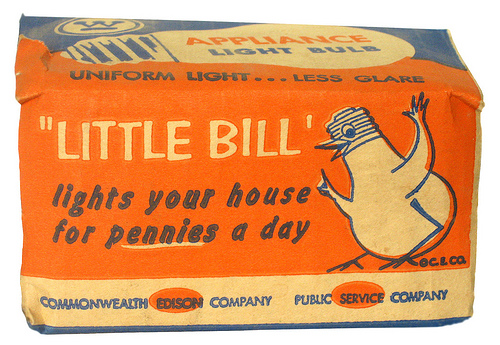 W
APPLIANCE
LIGHT BULB
UNIFORM LIGHT...LESS GLARE
"LITTLE BILL'
lights your house
for pennies a day
©C.E.CO.
COMMONWEALTH EDISON COMPANY PUBLIC SERVICE COMPANY